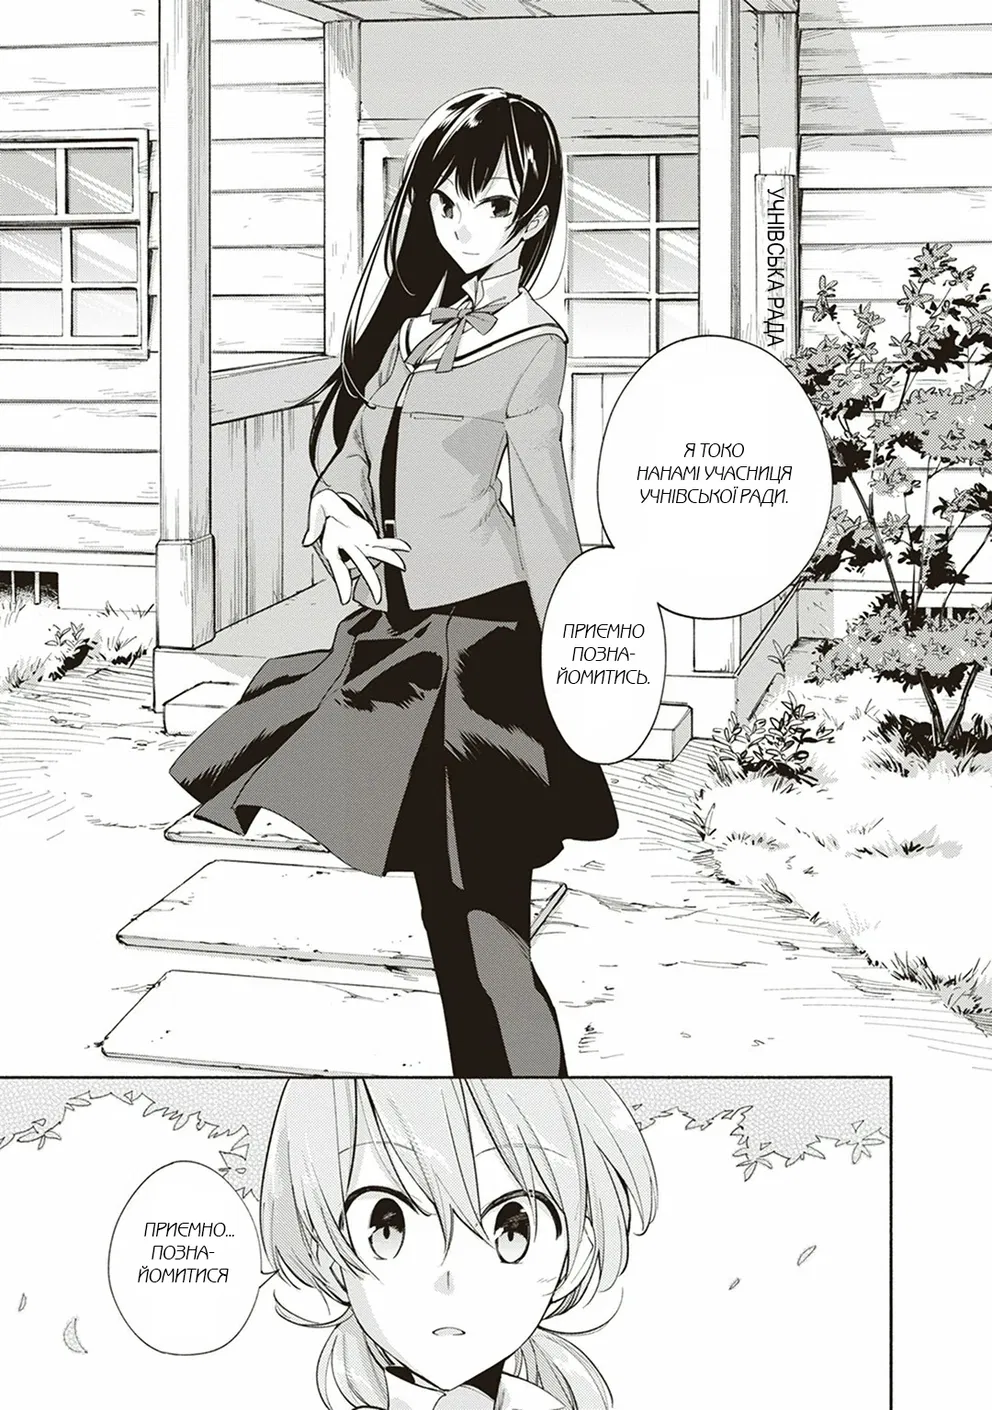 УЧНІВСЬКА РАДА
Я ТОКО
НАНАМІ УЧАСНИЦЯ
УЧНІВСЬКОЇ РАДИ.
ПРИЄМНО
ПОЗНА-
ЙОМИТИСЬ.
ПРИЄМНО...
ПОЗНА-
ЙОМИТИСЯ